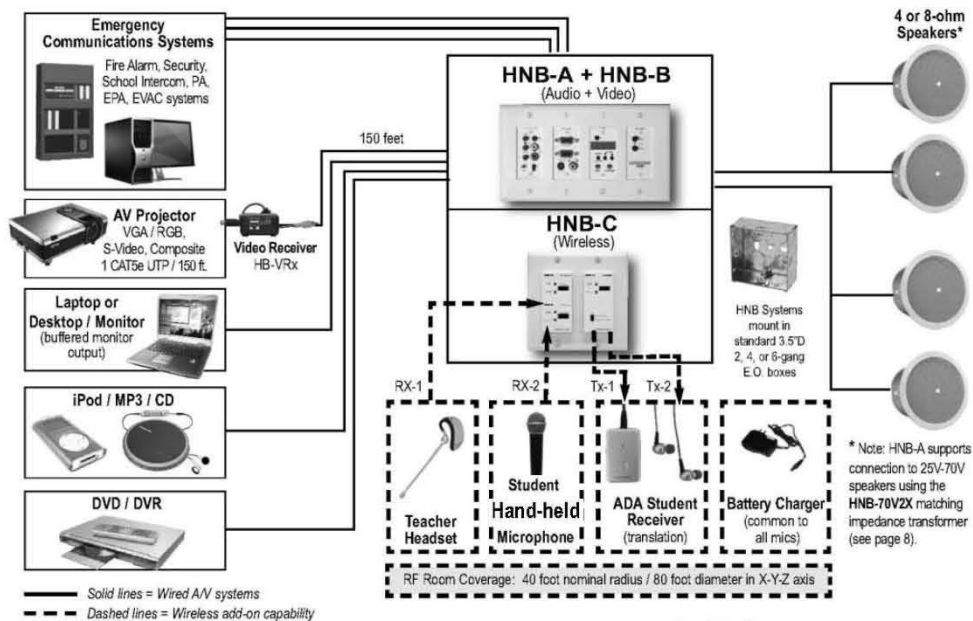 Emergency
Communications Systems
Fire Alarm, Security,
School Intercom, PA,
EPA, EVAC systems
AV Projector
VGA / RGB,
S-Video, Composite
1 CAT5e UTP / 150 ft.
Video Receiver
HB-VRx
150 feet
Laptop or
Desktop / Monitor
(buffered monitor
output)
iPod / MP3 / CD
DVD / DVR
HNB-A + HNB-B
(Audio + Video)
HNB-C
(Wireless)
4 or 8-ohm
Speakers*
HNB Systems
mount in
standard 3.5"D
2, 4, or 6-gang
E.O. boxes
RX-1
RX-2
Tx-1
Tx-2
Teacher
Headset
Student
Hand-held
Microphone
ADA Student
Receiver
(translation)
Battery Charger
(common to
all mics)
* Note: HNB-A supports
connection to 25V-70V
speakers using the
HNB-70V2X matching
impedance transformer
(see page 8).
RF Room Coverage: 40 foot nominal radius / 80 foot diameter in X-Y-Z axis
Solid lines = Wired A/V systems
Dashed lines = Wireless add-on capability